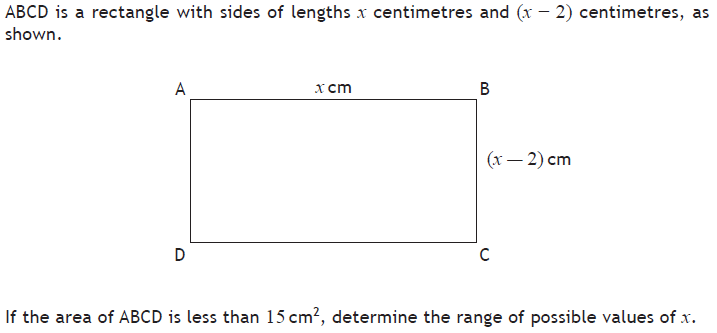 ABCD is a rectangle with sides of lengths x centimetres and (x − 2) centimetres, as
shown.
A x cm B
(x — 2) cm
D C
If the area of ABCD is less than 15 cm², determine the range of possible values of x.